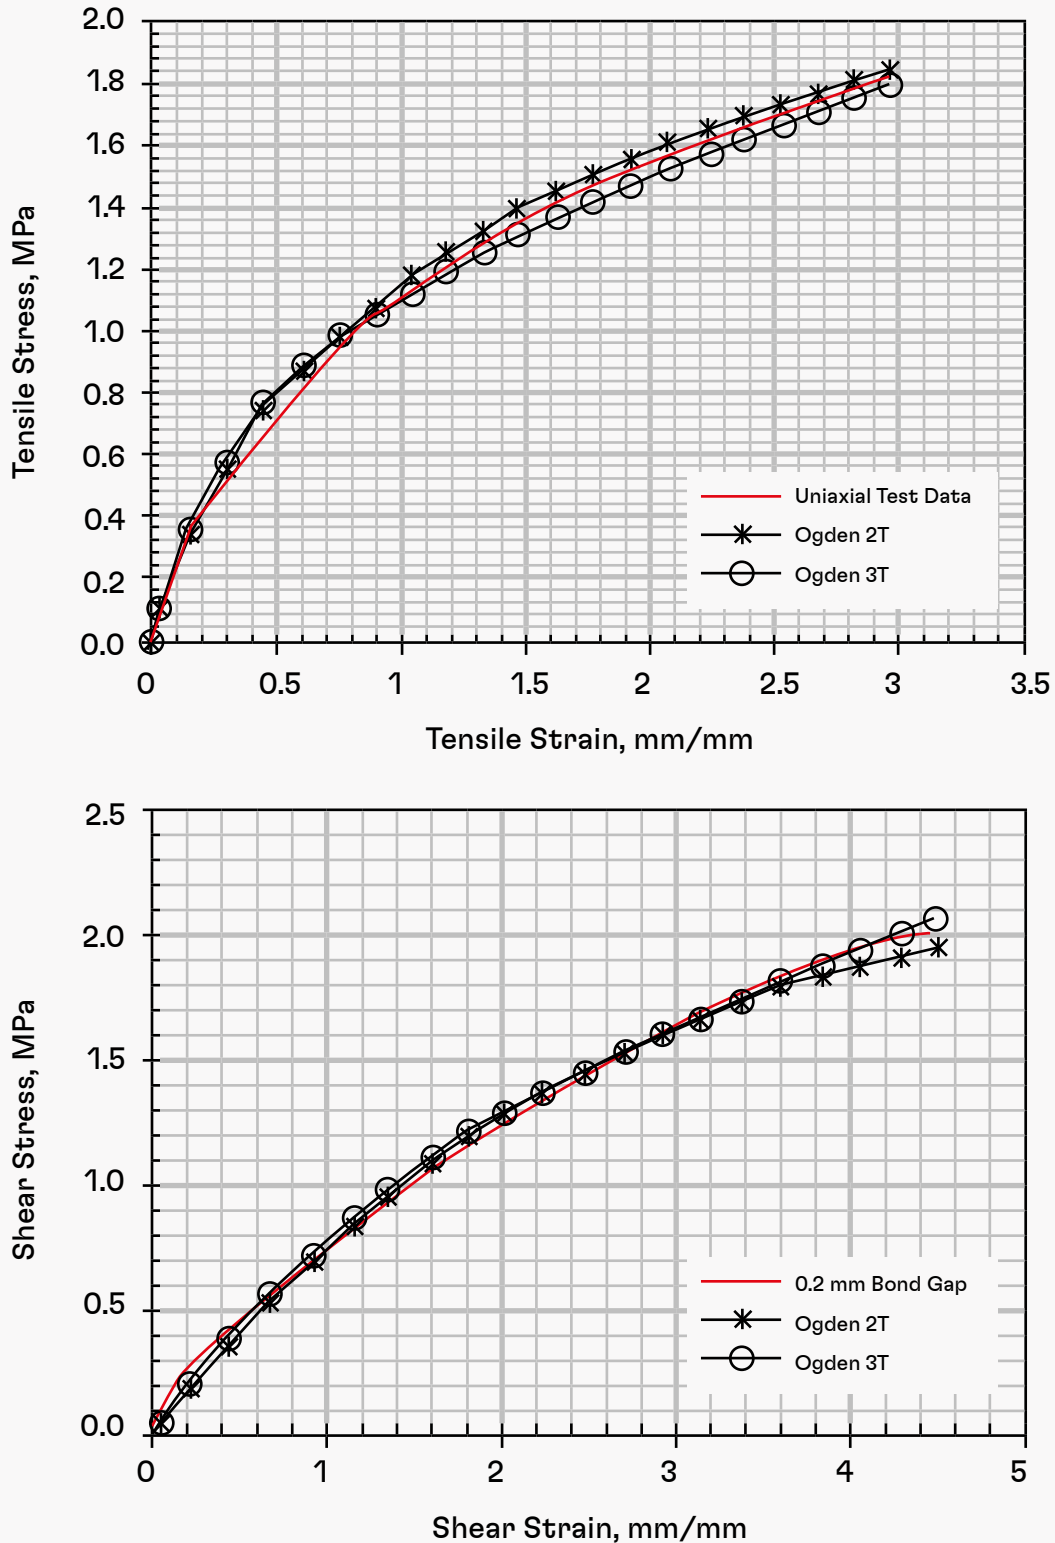 2.0
1.8
1.6
1.4
1.2
1.0
0.8
0.6
0.4
0.2
0.0
Tensile Stress, MPa
Uniaxial Test Data
Ogden 2T
Ogden 3T
0 0.5 1 1.5 2 2.5 3 3.5
Tensile Strain, mm/mm
2.5
2.0
1.5
1.0
0.5
0.0
Shear Stress, MPa
0.2 mm Bond Gap
Ogden 2T
Ogden 3T
0 1 2 3 4 5
Shear Strain, mm/mm